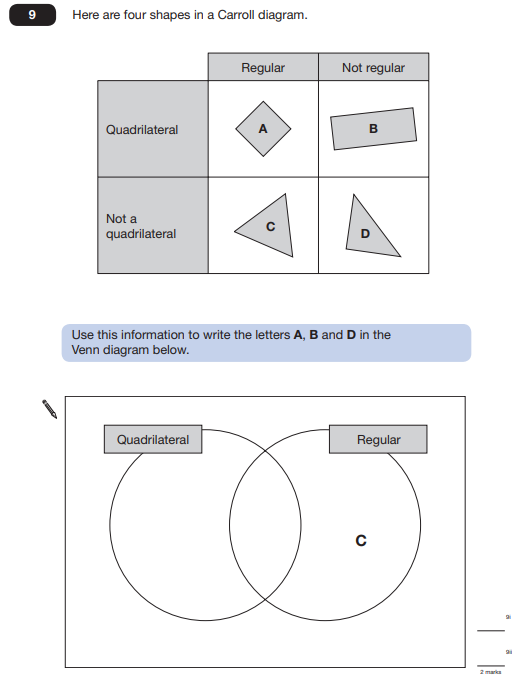 9 Here are four shapes in a Carroll diagram.
Regular Not regular
Quadrilateral A B
Not a
quadrilateral C D
Use this information to write the letters A, B and D in the
Venn diagram below.
Quadrilateral Regular
C
2 marks